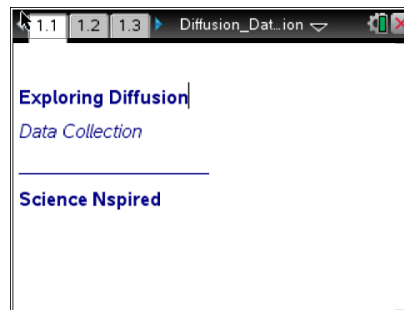 1.1 1.2 1.3 Diffusion_Dat...ion
Exploring Diffusion
Data Collection
Science Nspired